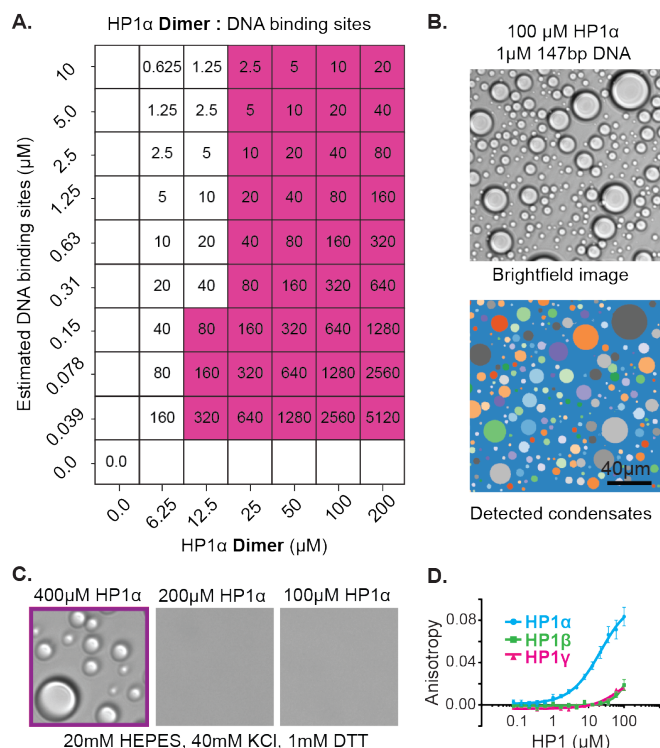 A.
HP1α Dimer : DNA binding sites
Estimated DNA binding sites (µM)
10 0.625 1.25 2.5 5 10 20
5.0 1.25 2.5 5 10 20 40
2.5 2.5 5 10 20 40 80
1.25 5 10 20 40 80 160
0.63 10 20 40 80 160 320
0.31 20 40 80 160 320 640
0.15 40 80 160 320 640 1280
0.078 80 160 320 640 1280 2560
0.039 160 320 640 1280 2560 5120
0.0 0.0
0.0 6.25 12.5 25 50 100 200
HP1α Dimer (µM)
B.
100 µM HP1α
1µM 147bp DNA
Brightfield image
40µm
Detected condensates
C.
400µM HP1α 200µM HP1α 100µM HP1α
20mM HEPES, 40mM KCl, 1mM DTT
D.
Anisotropy
0.08
0.04
0.00
HP1α
HP1β
HP1γ
0.1 1 10 100
HP1 (µM)